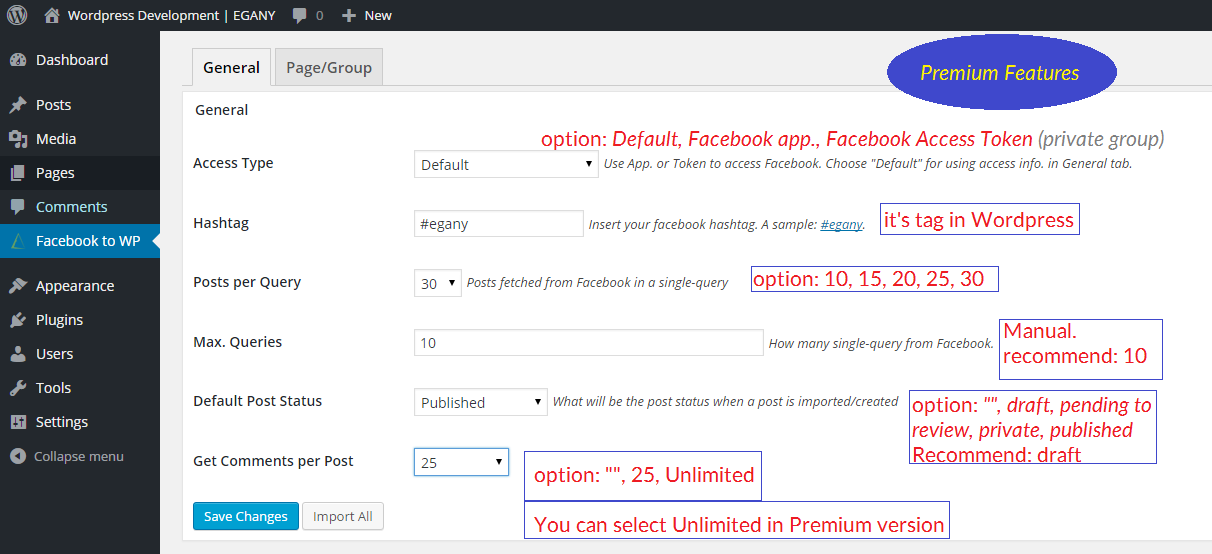 Wordpress Development | EGANY 0 New
Dashboard
Posts
Media
Pages
Comments
Facebook to WP
Appearance
Plugins
Users
Tools
Settings
Collapse menu
General Page/Group
Premium Features
General
option: Default, Facebook app., Facebook Access Token (private group)
Access Type Default Use App. or Token to access Facebook. Choose "Default" for using access info. in General tab.
Hashtag #egany Insert your facebook hashtag. A sample: #egany. it's tag in Wordpress
Posts per Query 30 Posts fetched from Facebook in a single-query option: 10, 15, 20, 25, 30
Max. Queries 10 How many single-query from Facebook.
Manual.
recommend: 10
Default Post Status Published What will be the post status when a post is imported/created
option: "", draft, pending to
review, private, published
Recommend: draft
Get Comments per Post 25
option: "", 25, Unlimited
You can select Unlimited in Premium version
Save Changes Import All